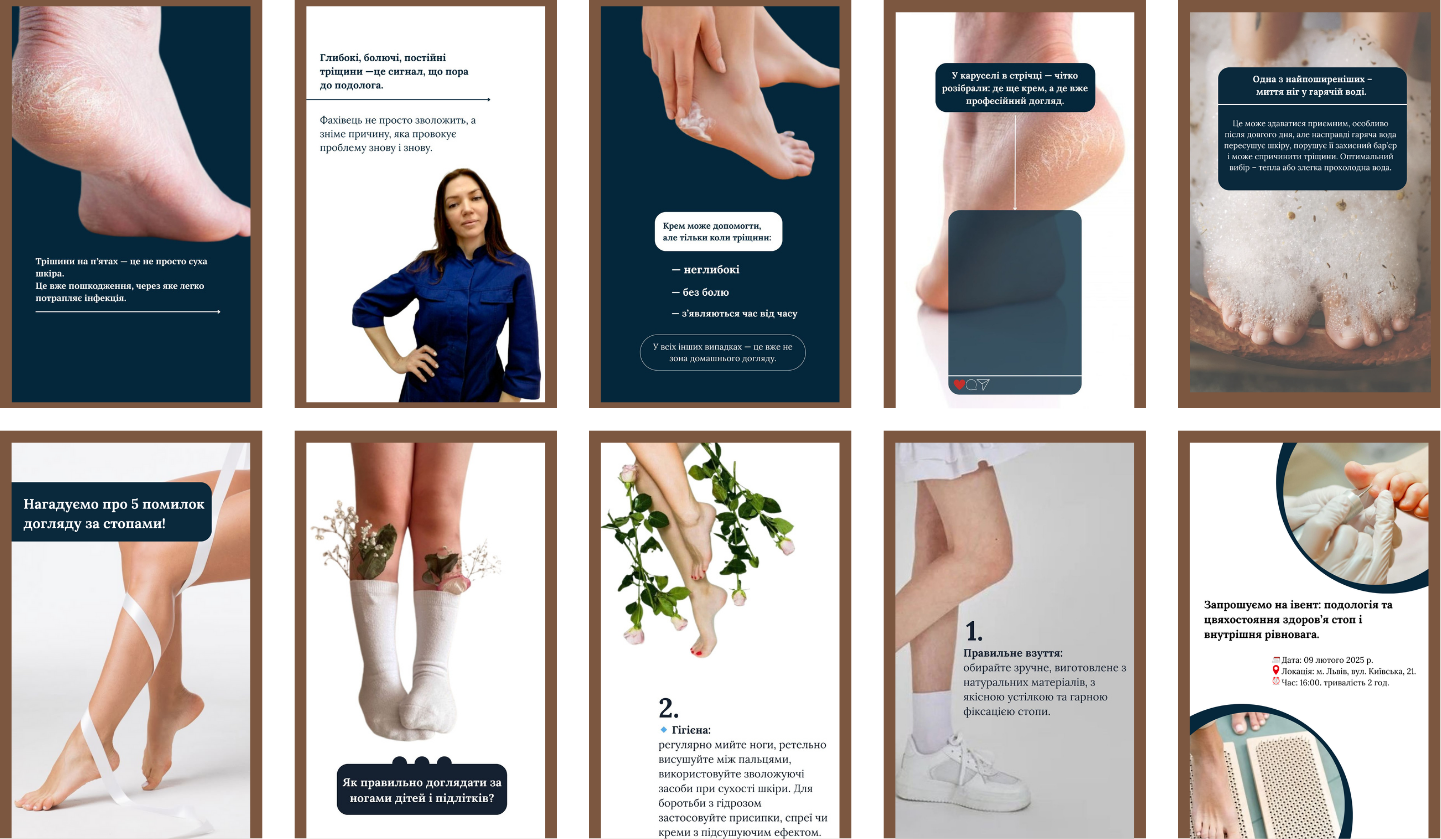 Трішини на п'ятах — це не просто суха
шкіра.
Це вже пошкодження, через яке легко
потрапляє інфекція.
Глибокі, болючі, постійні
тріщини —це сигнал, що пора
до подолога.
Фахівець не просто зволожить, а
зніме причину, яка провокує
проблему знову і знову.
Крем може допомогти,
але тільки коли тріщини:
— неглибокі
— без болю
— з'являються час від часу
У всіх інших випадках — це вже не
зона домашнього догляду.
У каруселі в стрічці — чітко
розібрали: де ще крем, а де вже
професійний догляд.
Одна з найпоширеніших –
миття ніг у гарячій воді.
Це може здаватися приємним, особливо
після довгого дня, але насправді гаряча вода
пересушує шкіру, порушує її захисний бар'єр
і може спричинити тріщини. Оптимальний
вибір – тепла або злегка прохолодна вода.
Нагадуємо про 5 помилок
догляду за стопами!
Як правильно доглядати за
ногами дітей і підлітків?
2.
🔹 Гігієна:
регулярно мийте ноги, ретельно
висушуйте між пальцями,
використовуйте зволожуючі
засоби при сухості шкіри. Для
боротьби з гідрозом
застосовуйте присипки, спреї чи
креми з підсушуючим ефектом.
1.
Правильне взуття:
обирайте зручне, виготовлене з
натуральних матеріалів, з
якісною устілкою та гарною
фіксацією стопи.
Запрошуємо на івент: подологія та
цвяхостояння здоров'я стоп і
внутрішня рівновага.
📅 Дата: 09 лютого 2025 р.
📍 Локація: м. Львів, вул. Київська, 21.
⏰ Час: 16:00. тривалість 2 год.